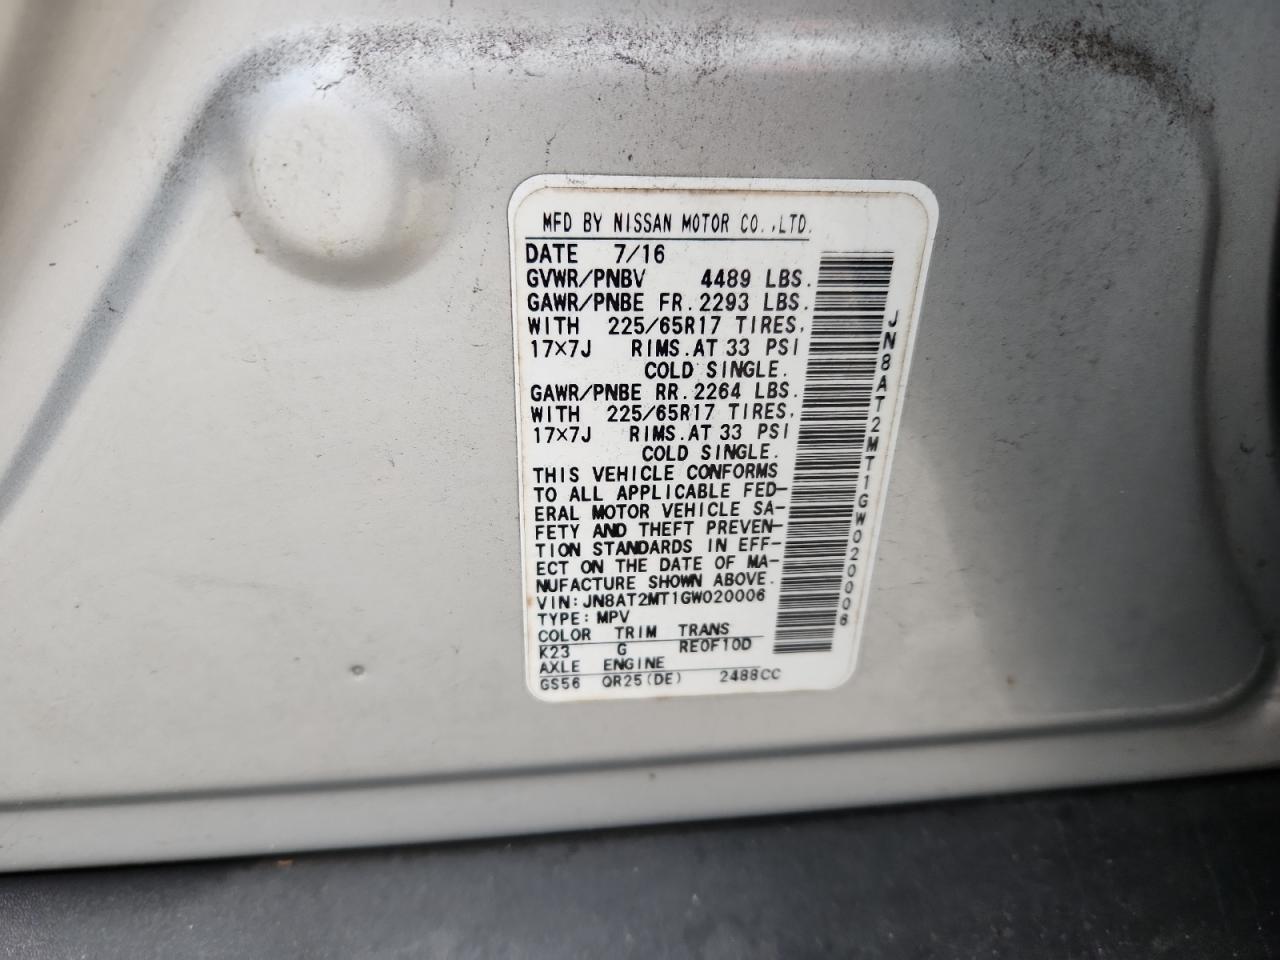 MFD BY NISSAN MOTOR CO.,LTD.
DATE 7/16
GVWR/PNBV 4489 LBS.
GAWR/PNBE FR.2293 LBS.
WITH 225/65R17 TIRES,
17×7J RIMS.AT 33 PSI
COLD SINGLE.
GAWR/PNBE RR.2264 LBS.
WITH 225/65R17 TIRES,
17×7J RIMS.AT 33 PSI
COLD SINGLE.
THIS VEHICLE CONFORMS
TO ALL APPLICABLE FED-
ERAL MOTOR VEHICLE SA-
FETY AND THEFT PREVEN-
TION STANDARDS IN EFF-
ECT ON THE DATE OF MA-
NUFACTURE SHOWN ABOVE.
VIN:JN8AT2MT1GW020006
TYPE:MPV
COLOR TRIM TRANS
K23 G RE0F10D
AXLE ENGINE
GS56 QR25(DE) 2488CC
JN8AT2MT1GW020006